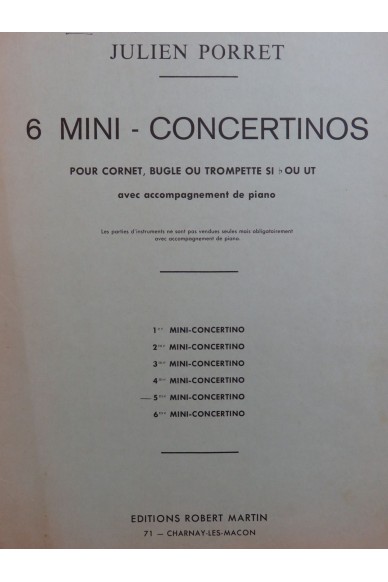 JULIEN PORRET
6 MINI - CONCERTINOS
POUR CORNET, BUGLE OU TROMPETTE SI ♭ OU UT
avec accompagnement de piano
Les parties d'instruments ne sont pas vendues seules mais obligatoirement
avec accompagnement de piano.
1er MINI-CONCERTINO
2me MINI-CONCERTINO
3me MINI-CONCERTINO
4me MINI-CONCERTINO
5me MINI-CONCERTINO
6me MINI-CONCERTINO
EDITIONS ROBERT MARTIN
71 — CHARNAY-LES-MACON